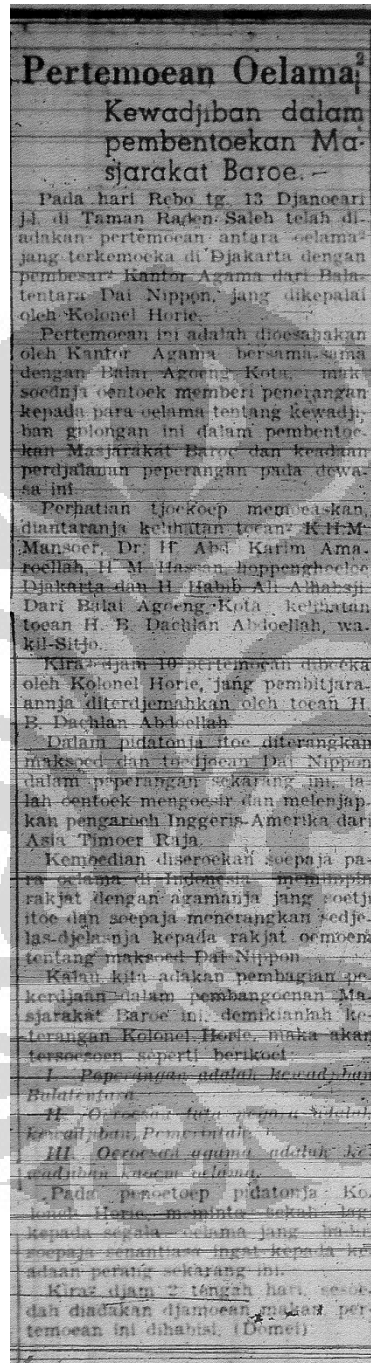 Pertemoean Oelama²
Kewadjiban dalam
pembentoekan Ma-
sjarakat Baroe.—
Pada hari Rebo tg. 13 Djanoeari
jl. di Taman Raden Saleh telah di-
adakan pertemoean antara oelama²
jang terkemoeka di Djakarta dengan
pembesar² Kantor Agama dari Bala-
tentara Dai Nippon, jang dikepalai
oleh Kolonel Horie.
Pertemoean ini adalah dioesahakan
oleh Kantor Agama bersama-sama
dengan Balai Agoeng Kota, mak-
soednja oentoek memberi penerangan
kepada para oelama tentang kewadji-
ban golongan ini dalam pembentoe-
kan Masjarakat Baroe dan keadaan
perdjalanan peperangan pada dewa-
sa ini.
Perhatian tjoekoep memoeaskan,
diantaranja kelihatan toean² K.H.M.
Mansoer, Dr. H. Abd Karim Ama-
roellah, H. M. Hassan, hoppenghoeloe
Djakarta dan H. Habib Ali Alhabsji.
Dari Balai Agoeng Kota kelihatan
toean H. B. Dachlan Abdoellah, wa-
kil-Sitjo.
Kira² djam 10 pertemoean diboeka
oleh Kolonel Horie, jang pembitjara-
annja diterdjemahkan oleh toean H.
B. Dachlan Abdoellah
Dalam pidatonja itoe diterangkan
maksoed dan toedjoean Dai Nippon
dalam peperangan sekarang ini, ia-
lah oentoek mengoesir dan melenjap-
kan pengaroeh Inggeris-Amerika dari
Asia Timoer Raja.
Kemoedian diseroekan soepaja pa-
ra oelama di Indonesia memimpin
rakjat dengan agamanja jang soetji
itoe dan soepaja menerangkan sedje-
las-djelasnja kepada rakjat oemoem
tentang maksoed Dai Nippon
Kalau kita adakan pembagian pe-
kerdjaan dalam pembangoenan Ma-
sjarakat Baroe ini, demikianlah ke-
terangan Kolonel Horie, maka akan
tersoesoen seperti berikoet:
I. Peperangan adalah kewadjiban
Balatentara.
II. Oeroesan tata negara adalah
kewadjiban Pemerintah.
III. Oeroesan agama adalah ke-
wadjiban kaoem oelama.
Pada penoetoep pidatonja Ko-
lonel Horie, meminta sekali lagi
kepada segala oelama jang hadir
soepaja senantiasa ingat kepada ke-
adaan perang sekarang ini.
Kira² djam 2 tengah hari, sesoe-
dah diadakan djamoean makan per-
temoean ini dihabisi. (Domei)